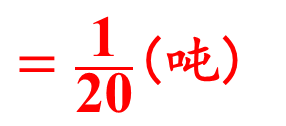 = 1/20 (吨)